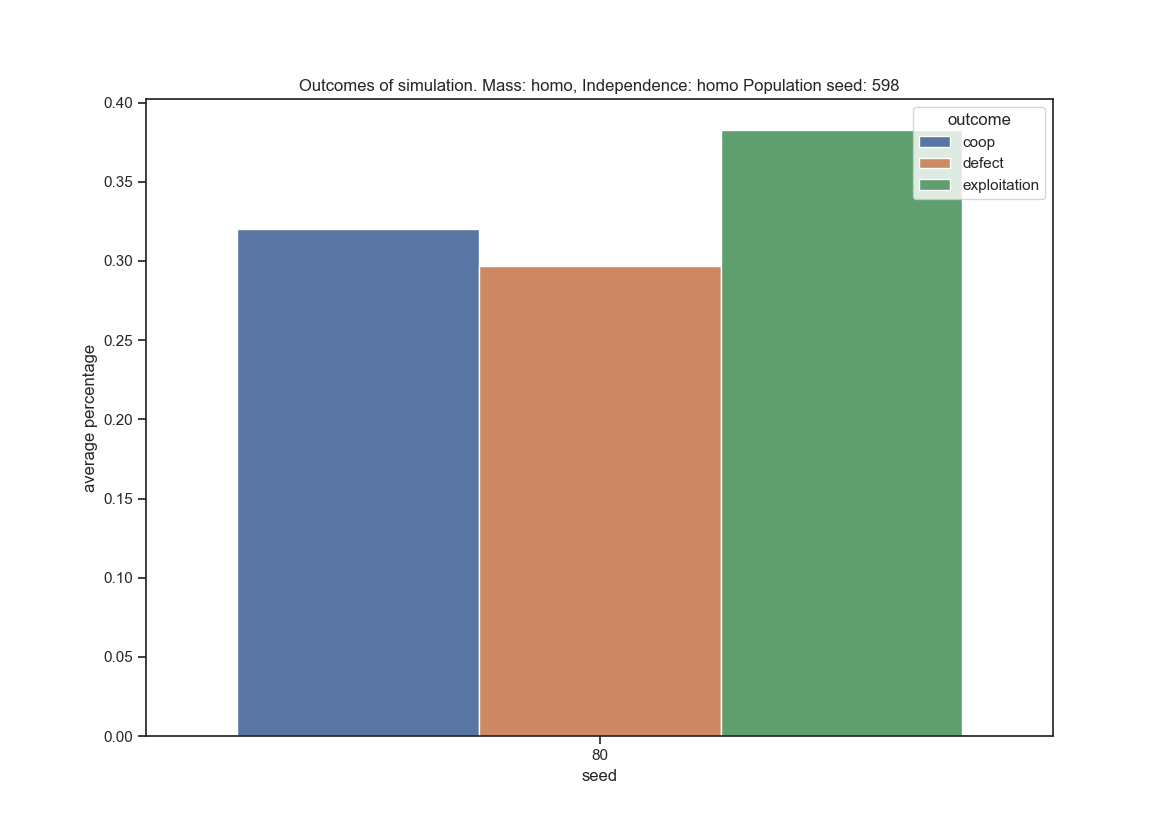 Outcomes of simulation. Mass: homo, Independence: homo Population seed: 598
outcome
coop
defect
exploitation
average percentage
0.40
0.35
0.30
0.25
0.20
0.15
0.10
0.05
0.00
80
seed